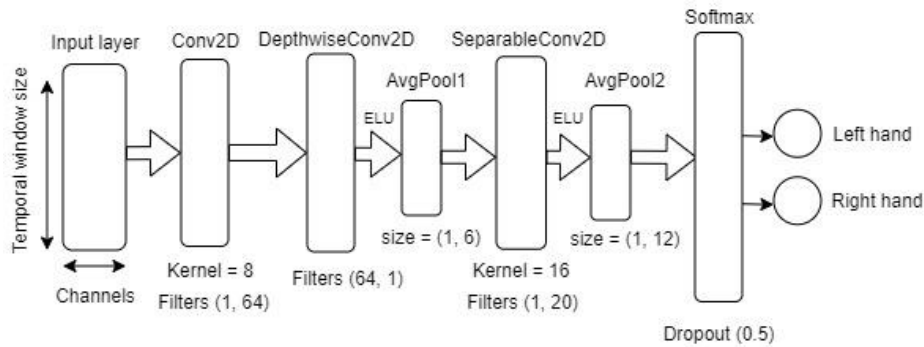 Input layer
Conv2D
DepthwiseConv2D
SeparableConv2D
Softmax
AvgPool1
AvgPool2
ELU
ELU
Temporal window size
Left hand
Right hand
Channels
Kernel = 8
Filters (1, 64)
Filters (64, 1)
size = (1, 6)
Kernel = 16
Filters (1, 20)
size = (1, 12)
Dropout (0.5)